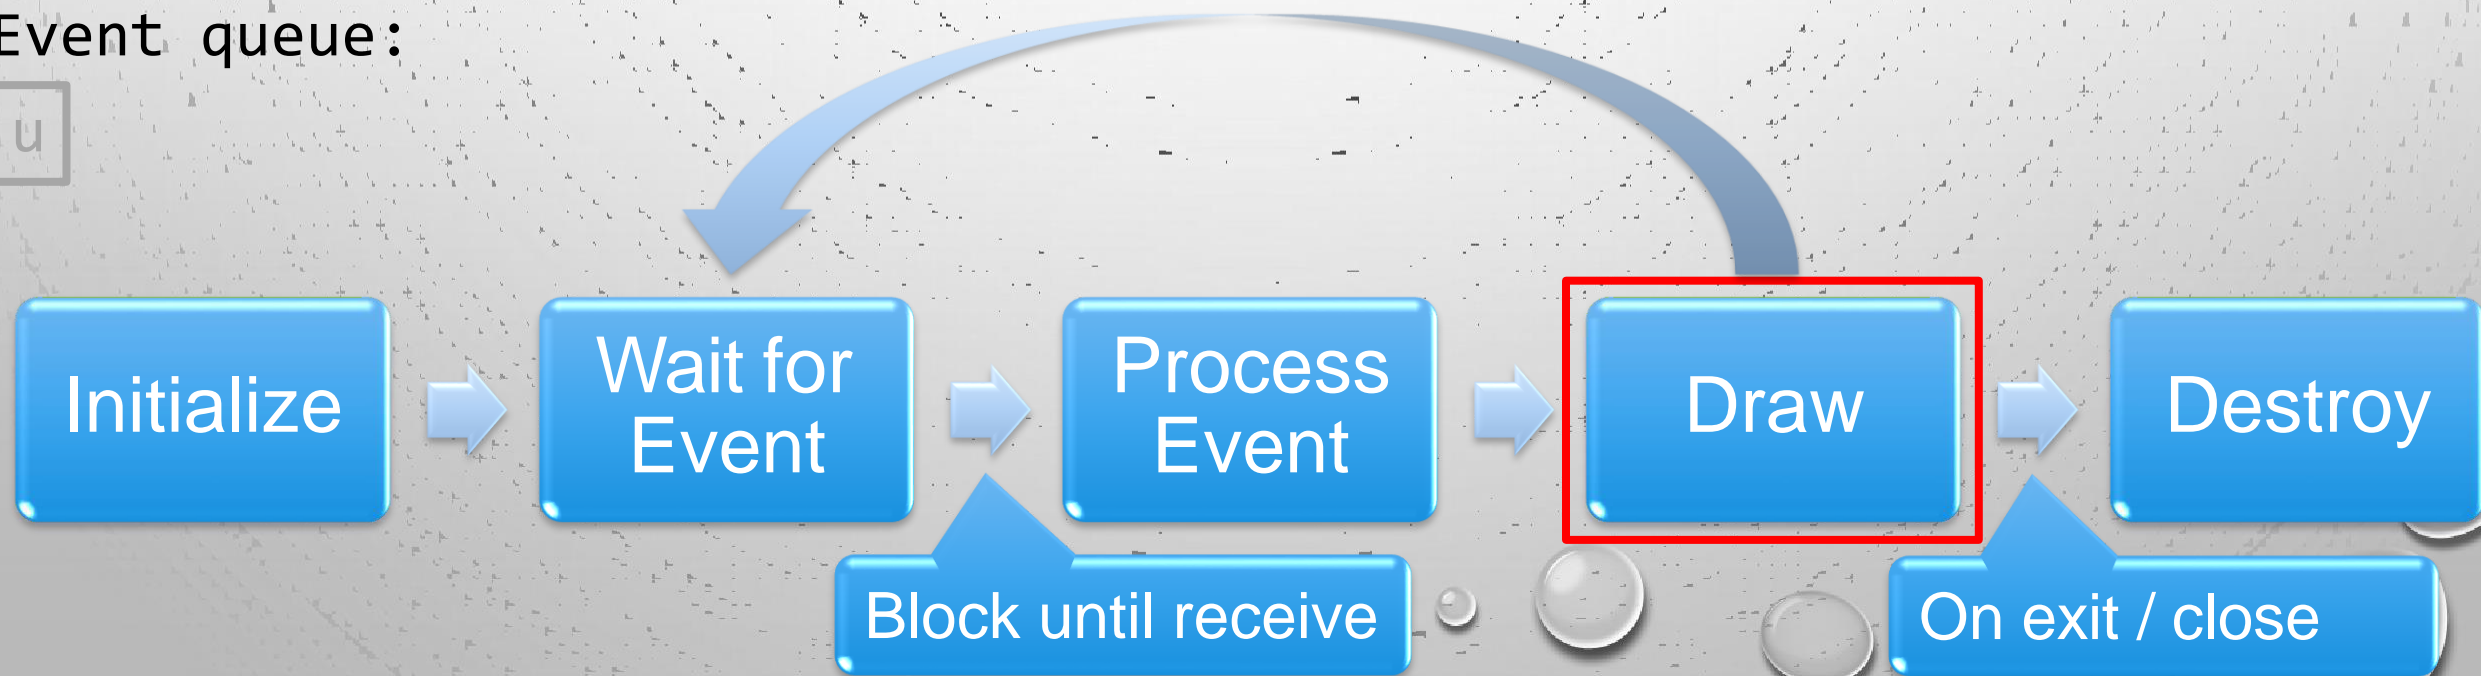 Event queue:
u
Initialize
Wait for
Event
Process
Event
Draw
Destroy
Block until receive
On exit / close